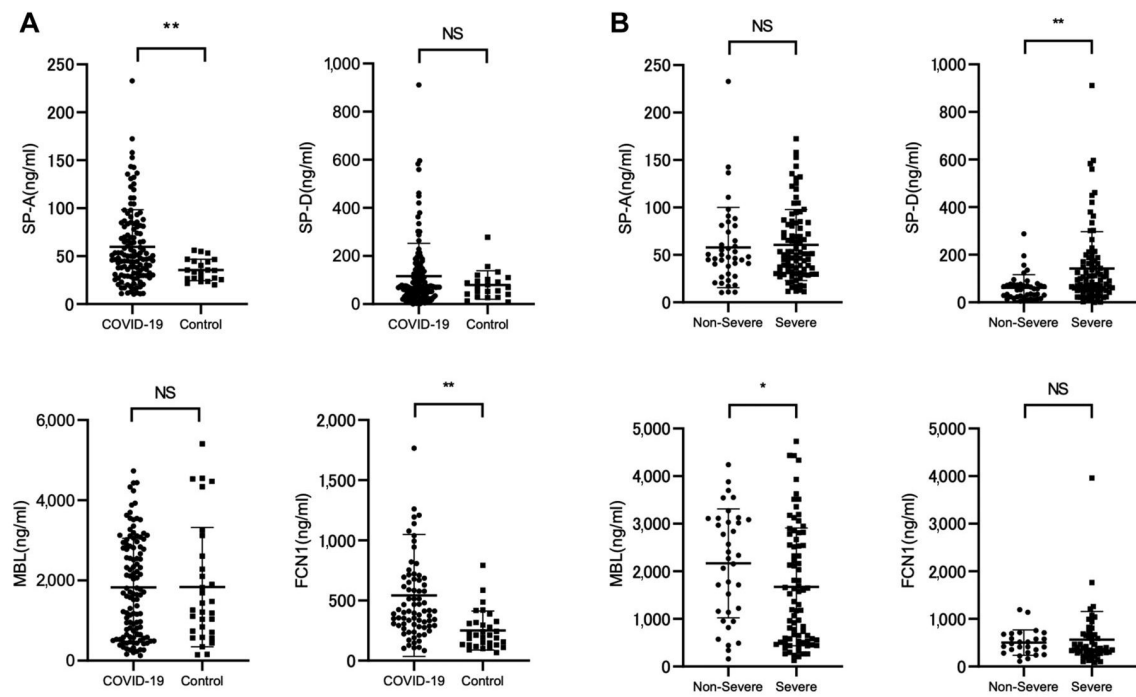 A
**
SP-A(ng/ml)
250
200
150
100
50
0
COVID-19 Control
NS
SP-D(ng/ml)
1,000
800
600
400
200
0
COVID-19 Control
B
NS
SP-A(ng/ml)
250
200
150
100
50
0
Non-Severe Severe
**
SP-D(ng/ml)
1,000
800
600
400
200
0
Non-Severe Severe
NS
MBL(ng/ml)
6,000
4,000
2,000
0
COVID-19 Control
**
FCN1(ng/ml)
2,000
1,500
1,000
500
0
COVID-19 Control
*
MBL(ng/ml)
5,000
4,000
3,000
2,000
1,000
0
Non-Severe Severe
NS
FCN1(ng/ml)
5,000
4,000
3,000
2,000
1,000
0
Non-Severe Severe